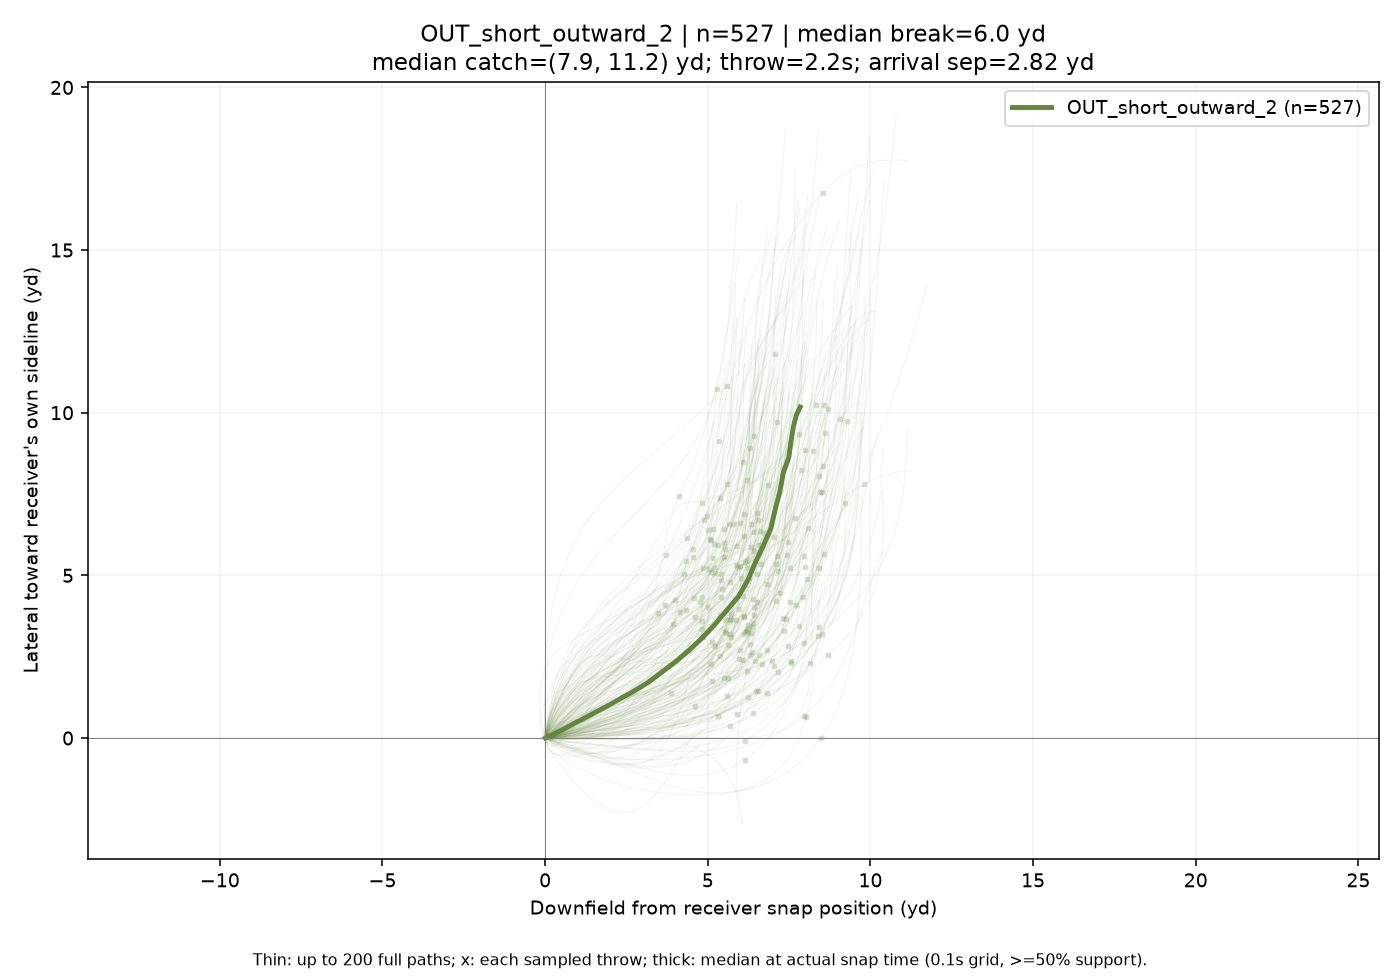 OUT_short_outward_2 | n=527 | median break=6.0 yd
median catch=(7.9, 11.2) yd; throw=2.2s; arrival sep=2.82 yd
OUT_short_outward_2 (n=527)
Lateral toward receiver's own sideline (yd)
20
15
10
5
0
−10
−5
0
5
10
15
20
25
Downfield from receiver snap position (yd)
Thin: up to 200 full paths; x: each sampled throw; thick: median at actual snap time (0.1s grid, >=50% support).